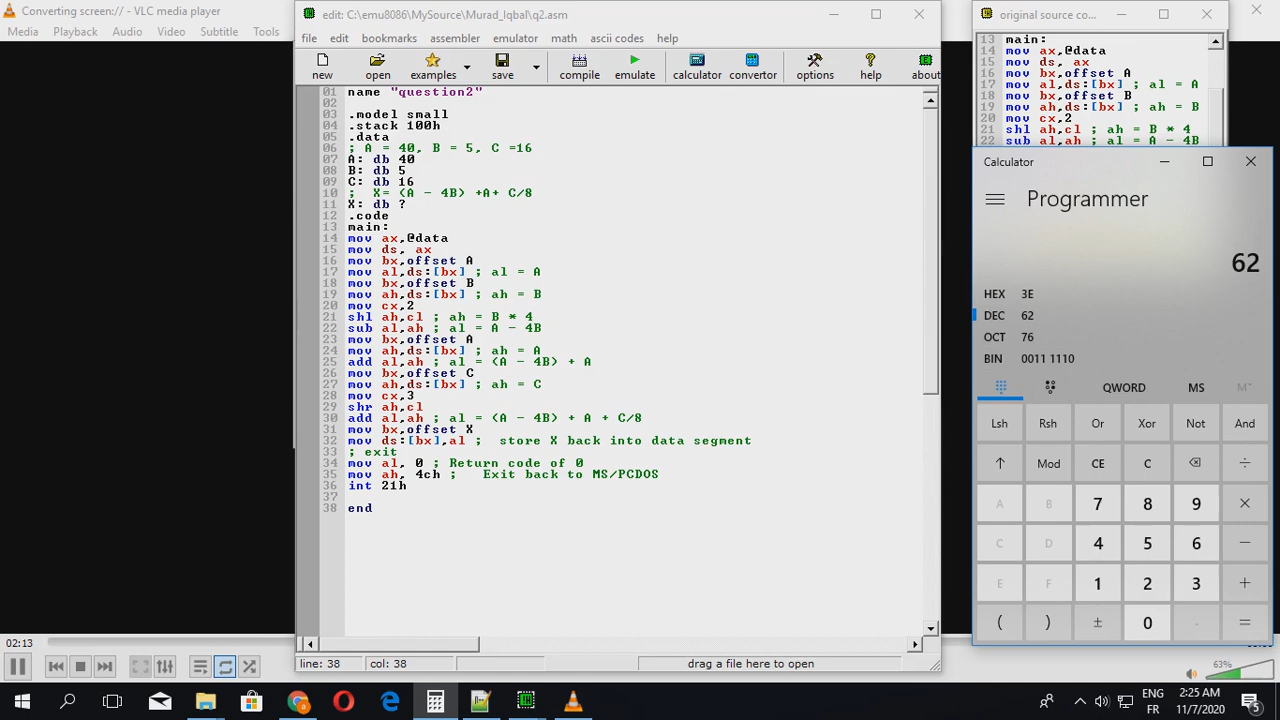 Converting screen:// - VLC media player
Media Playback Audio Video Subtitle Tools
edit: C:\emu8086\MySource\Murad_Iqbal\q2.asm
file edit bookmarks assembler emulator math ascii codes help
new open examples save compile emulate calculator convertor options help about
01 name "question2"
02
03 .model small
04 .stack 100h
05 .data
06 ; A = 40, B = 5, C =16
07 A: db 40
08 B: db 5
09 C: db 16
10 ;  X= (A - 4B) +A+ C/8
11 X: db ?
12 .code
13 main:
14 mov ax,@data
15 mov ds, ax
16 mov bx,offset A
17 mov al,ds:[bx] ; al = A
18 mov bx,offset B
19 mov ah,ds:[bx] ; ah = B
20 mov cx,2
21 shl ah,cl ; ah = B * 4
22 sub al,ah ; al = A - 4B
23 mov bx,offset A
24 mov ah,ds:[bx] ; ah = A
25 add al,ah ; al = (A - 4B) + A
26 mov bx,offset C
27 mov ah,ds:[bx] ; ah = C
28 mov cx,3
29 shr ah,cl
30 add al,ah ; al = (A - 4B) + A + C/8
31 mov bx,offset X
32 mov ds:[bx],al ;  store X back into data segment
33 ; exit
34 mov al, 0 ; Return code of 0
35 mov ah, 4ch ;   Exit back to MS/PCDOS
36 int 21h
37
38 end
line: 38 col: 38 drag a file here to open
original source co...
13 main:
14 mov ax,@data
15 mov ds, ax
16 mov bx,offset A
17 mov al,ds:[bx] ; al = A
18 mov bx,offset B
19 mov ah,ds:[bx] ; ah = B
20 mov cx,2
21 shl ah,cl ; ah = B * 4
22 sub al,ah ; al = A - 4B
Calculator
Programmer
62
HEX 3E
DEC 62
OCT 76
BIN 0011 1110
QWORD MS M˅
Lsh Rsh Or Xor Not And
↑ Mod CE C ÷
A B 7 8 9 ×
C D 4 5 6 −
E F 1 2 3 +
( ) ± 0 . =
02:13
63%
ENG 2:25 AM
FR 11/7/2020
5